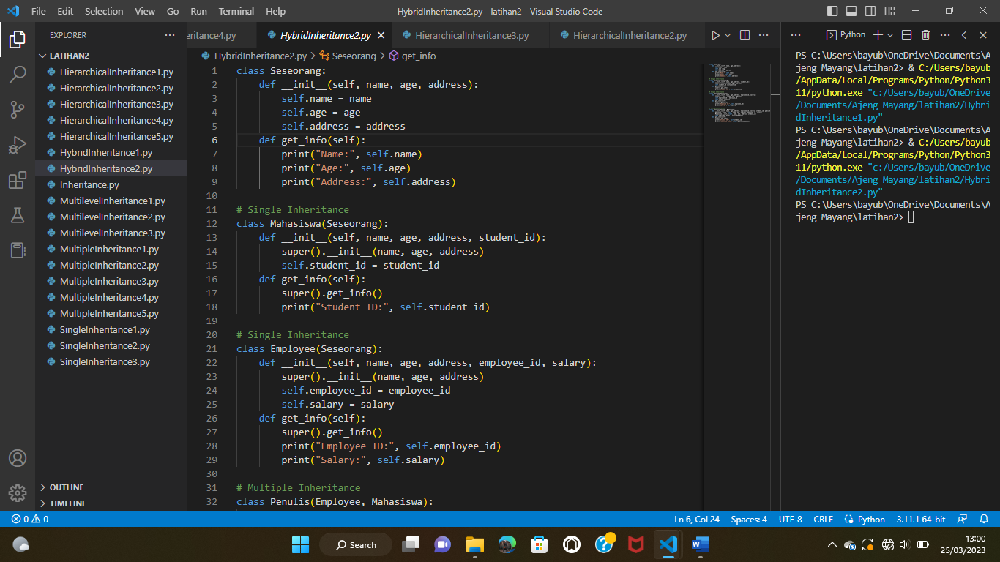 File Edit Selection View Go Run Terminal Help HybridInheritance2.py - latihan2 - Visual Studio Code
EXPLORER
LATIHAN2
HierarchicalInheritance1.py
HierarchicalInheritance2.py
HierarchicalInheritance3.py
HierarchicalInheritance4.py
HierarchicalInheritance5.py
HybridInheritance1.py
HybridInheritance2.py
Inheritance.py
MultilevelInheritance1.py
MultilevelInheritance2.py
MultilevelInheritance3.py
MultipleInheritance1.py
MultipleInheritance2.py
MultipleInheritance3.py
MultipleInheritance4.py
MultipleInheritance5.py
SingleInheritance1.py
SingleInheritance2.py
SingleInheritance3.py
OUTLINE
TIMELINE
eritance4.py HybridInheritance2.py HierarchicalInheritance3.py HierarchicalInheritance2.py
HybridInheritance2.py > Seseorang > get_info
1 class Seseorang:
2     def __init__(self, name, age, address):
3         self.name = name
4         self.age = age
5         self.address = address
6     def get_info(self):
7         print("Name:", self.name)
8         print("Age:", self.age)
9         print("Address:", self.address)
10
11 # Single Inheritance
12 class Mahasiswa(Seseorang):
13     def __init__(self, name, age, address, student_id):
14         super().__init__(name, age, address)
15         self.student_id = student_id
16     def get_info(self):
17         super().get_info()
18         print("Student ID:", self.student_id)
19
20 # Single Inheritance
21 class Employee(Seseorang):
22     def __init__(self, name, age, address, employee_id, salary):
23         super().__init__(name, age, address)
24         self.employee_id = employee_id
25         self.salary = salary
26     def get_info(self):
27         super().get_info()
28         print("Employee ID:", self.employee_id)
29         print("Salary:", self.salary)
30
31 # Multiple Inheritance
32 class Penulis(Employee, Mahasiswa):
Python
PS C:\Users\bayub\OneDrive\Documents\A
jeng Mayang\latihan2> & C:/Users/bayub
/AppData/Local/Programs/Python/Python3
11/python.exe "c:/Users/bayub/OneDrive
/Documents/Ajeng Mayang/latihan2/Hybri
dInheritance1.py"
PS C:\Users\bayub\OneDrive\Documents\A
jeng Mayang\latihan2> & C:/Users/bayub
/AppData/Local/Programs/Python/Python3
11/python.exe "c:/Users/bayub/OneDrive
/Documents/Ajeng Mayang/latihan2/Hybri
dInheritance2.py"
PS C:\Users\bayub\OneDrive\Documents\A
jeng Mayang\latihan2>
0 0 Ln 6, Col 24 Spaces: 4 UTF-8 CRLF Python 3.11.1 64-bit
Search
13:00
25/03/2023